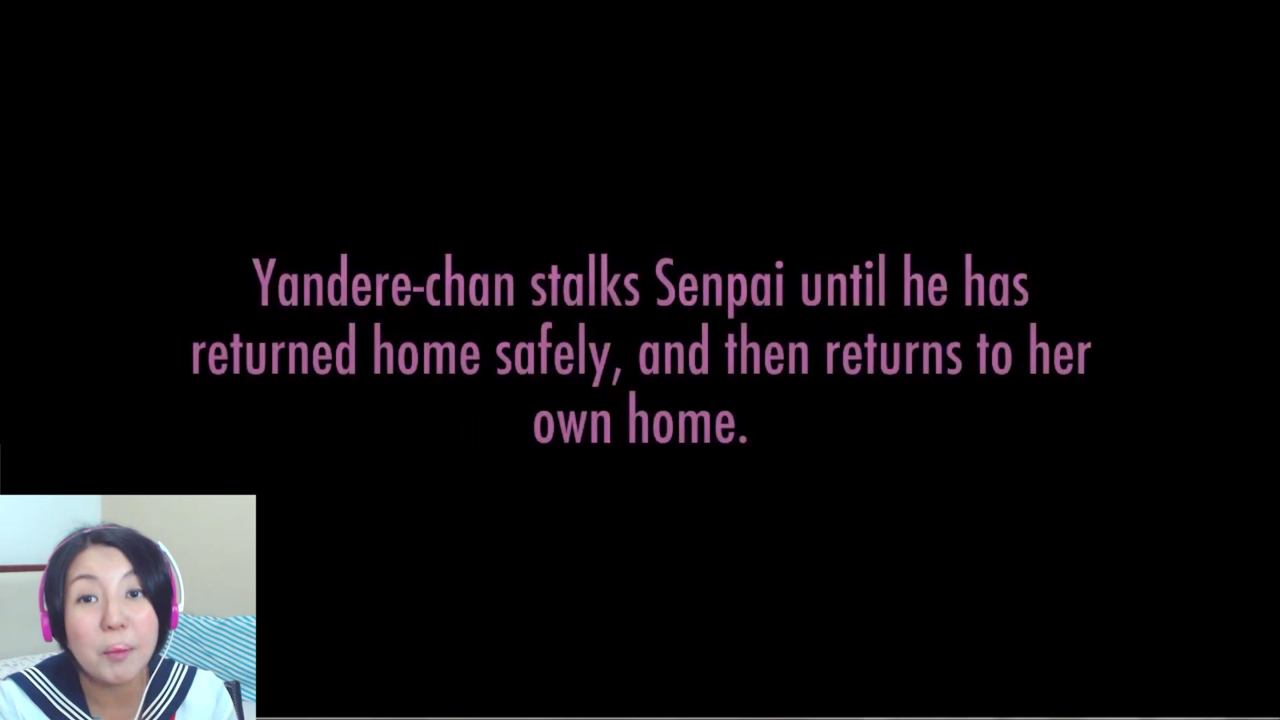 Yandere-chan stalks Senpai until he has
returned home safely, and then returns to her
own home.